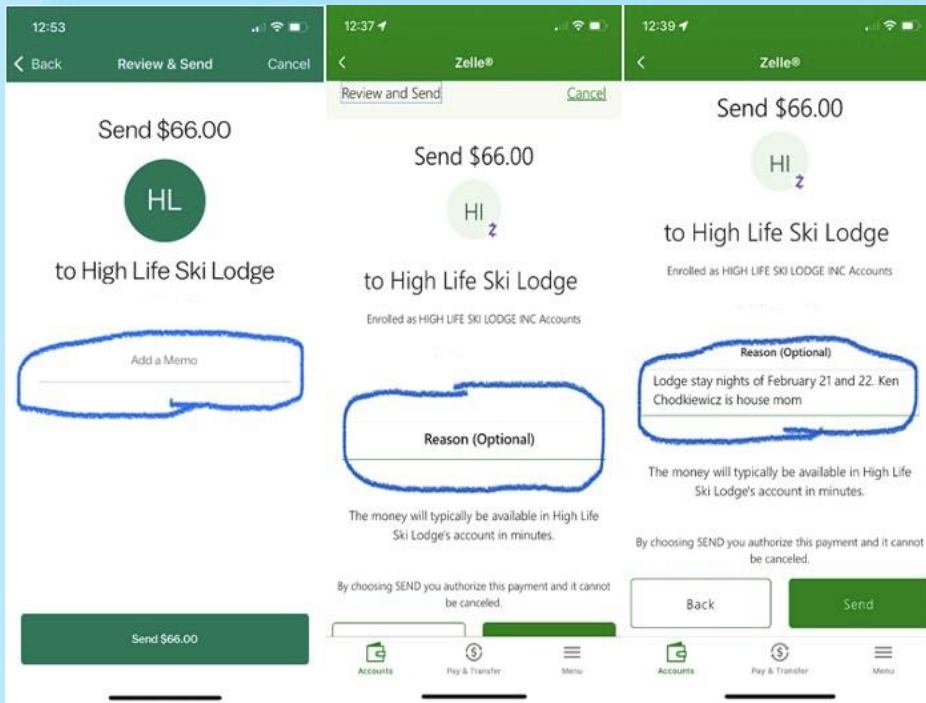 12:53
Back Review & Send Cancel
Send $66.00
HL
to High Life Ski Lodge
Add a Memo
Send $66.00
12:37
Zelle®
Review and Send Cancel
Send $66.00
HI
to High Life Ski Lodge
Enrolled as HIGH LIFE SKI LODGE INC Accounts
Reason (Optional)
The money will typically be available in High Life
Ski Lodge's account in minutes.
By choosing SEND you authorize this payment and it cannot
be canceled.
Accounts Pay & Transfer Menu
12:39
Zelle®
Send $66.00
HI
to High Life Ski Lodge
Enrolled as HIGH LIFE SKI LODGE INC Accounts
Reason (Optional)
Lodge stay nights of February 21 and 22. Ken
Chodkiewicz is house mom
The money will typically be available in High Life
Ski Lodge's account in minutes.
By choosing SEND you authorize this payment and it cannot
be canceled.
Back Send
Accounts Pay & Transfer Menu